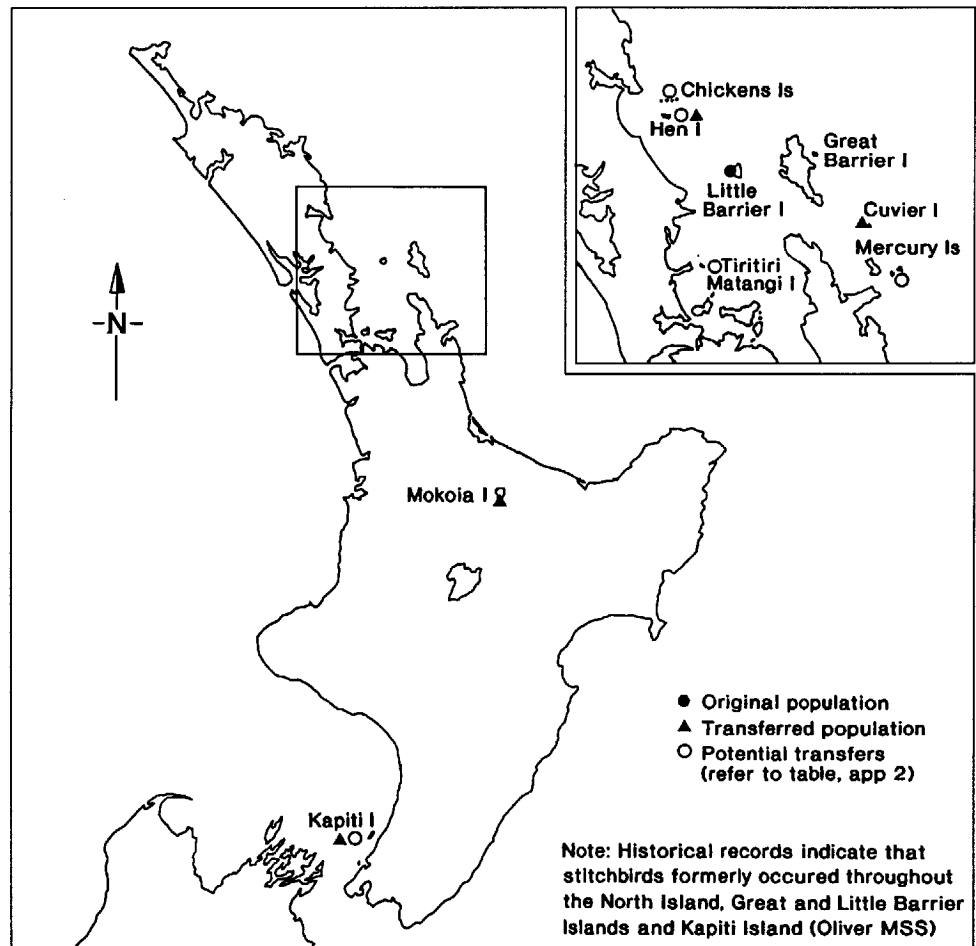 Chickens Is
Hen I
Great
Barrier I
Little
Barrier I
Cuvier I
Mercury Is
Tiritiri
Matangi I
-N-
Mokoia I
Kapiti I
Original population
Transferred population
Potential transfers
(refer to table, app 2)
Note: Historical records indicate that
stitchbirds formerly occured throughout
the North Island, Great and Little Barrier
Islands and Kapiti Island (Oliver MSS)